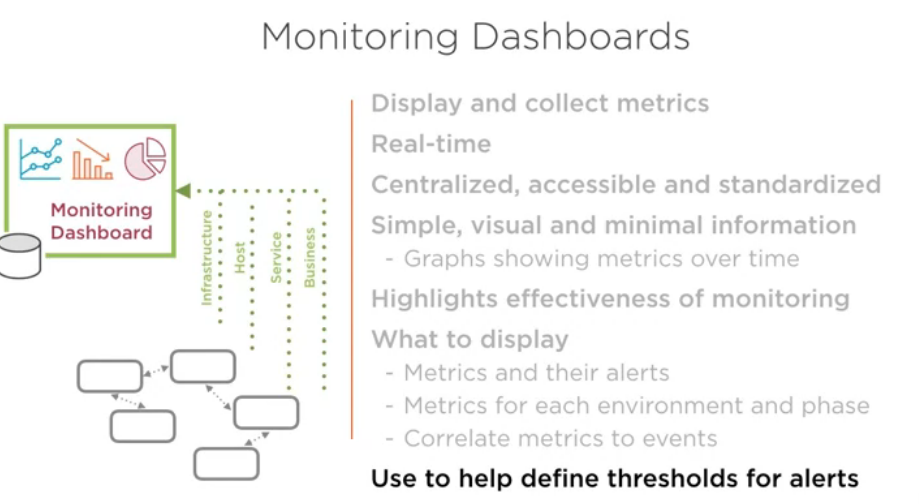 Monitoring Dashboards
Monitoring
Dashboard
Infrastructure
Host
Service
Business
Display and collect metrics
Real-time
Centralized, accessible and standardized
Simple, visual and minimal information
- Graphs showing metrics over time
Highlights effectiveness of monitoring
What to display
- Metrics and their alerts
- Metrics for each environment and phase
- Correlate metrics to events
Use to help define thresholds for alerts